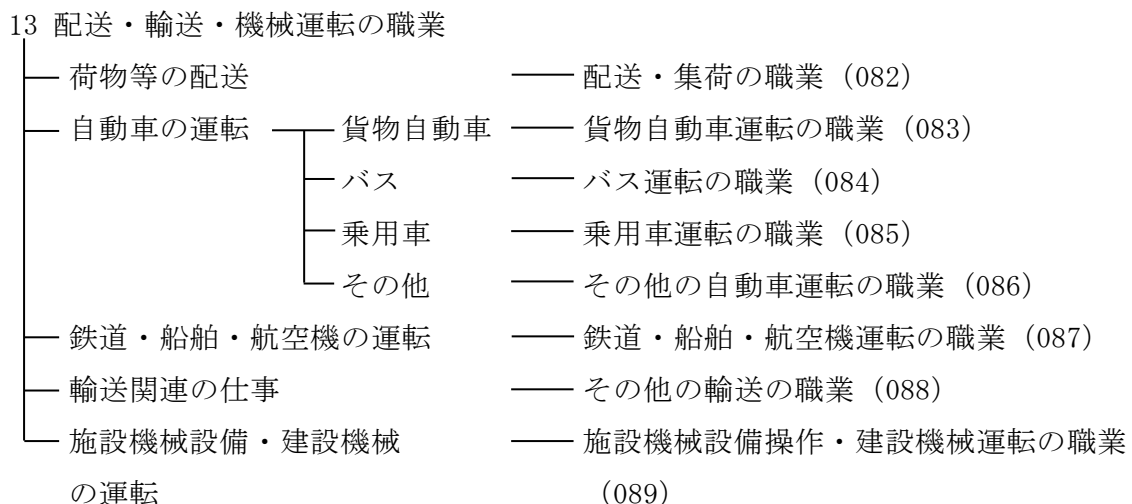 13 配送・輸送・機械運転の職業
荷物等の配送 配送・集荷の職業（082）
自動車の運転 貨物自動車 貨物自動車運転の職業（083）
バス バス運転の職業（084）
乗用車 乗用車運転の職業（085）
その他 その他の自動車運転の職業（086）
鉄道・船舶・航空機の運転 鉄道・船舶・航空機運転の職業（087）
輸送関連の仕事 その他の輸送の職業（088）
施設機械設備・建設機械 施設機械設備操作・建設機械運転の職業
の運転 （089）